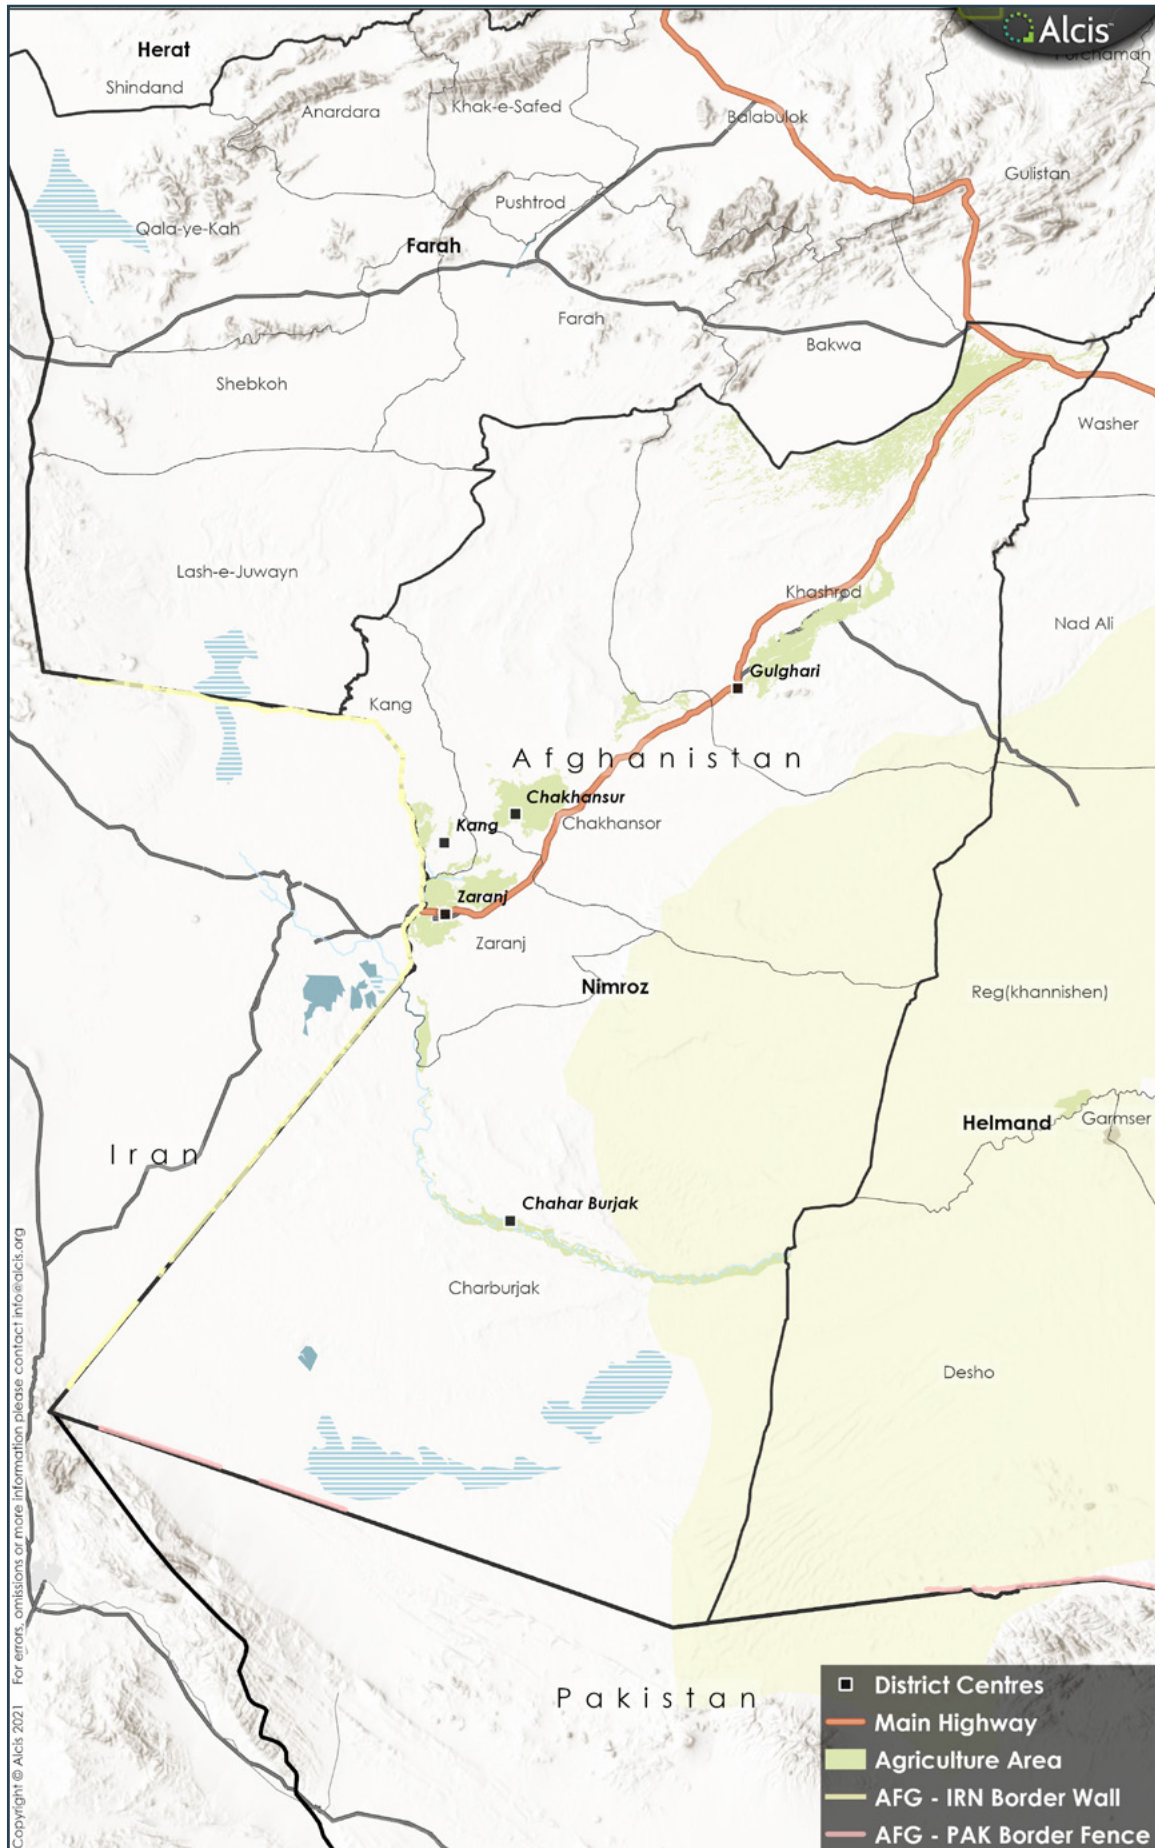 Alcis
Herat
Shindand
Anardara
Khak-e-Safed
Balabulok
Purchaman
Gulistan
Pushtrod
Qala-ye-Kah
Farah
Farah
Bakwa
Shebkoh
Washer
Lash-e-Juwayn
Khashrod
Nad Ali
Gulghari
Kang
Afghanistan
Chakhansur
Chakhansor
Kang
Zaranj
Zaranj
Nimroz
Reg(khannishen)
Helmand
Garmser
Iran
Chahar Burjak
Charburjak
Desho
Pakistan
District Centres
Main Highway
Agriculture Area
AFG - IRN Border Wall
AFG - PAK Border Fence
Copyright © Alcis 2021 For errors, omissions or more information please contact info@alcis.org